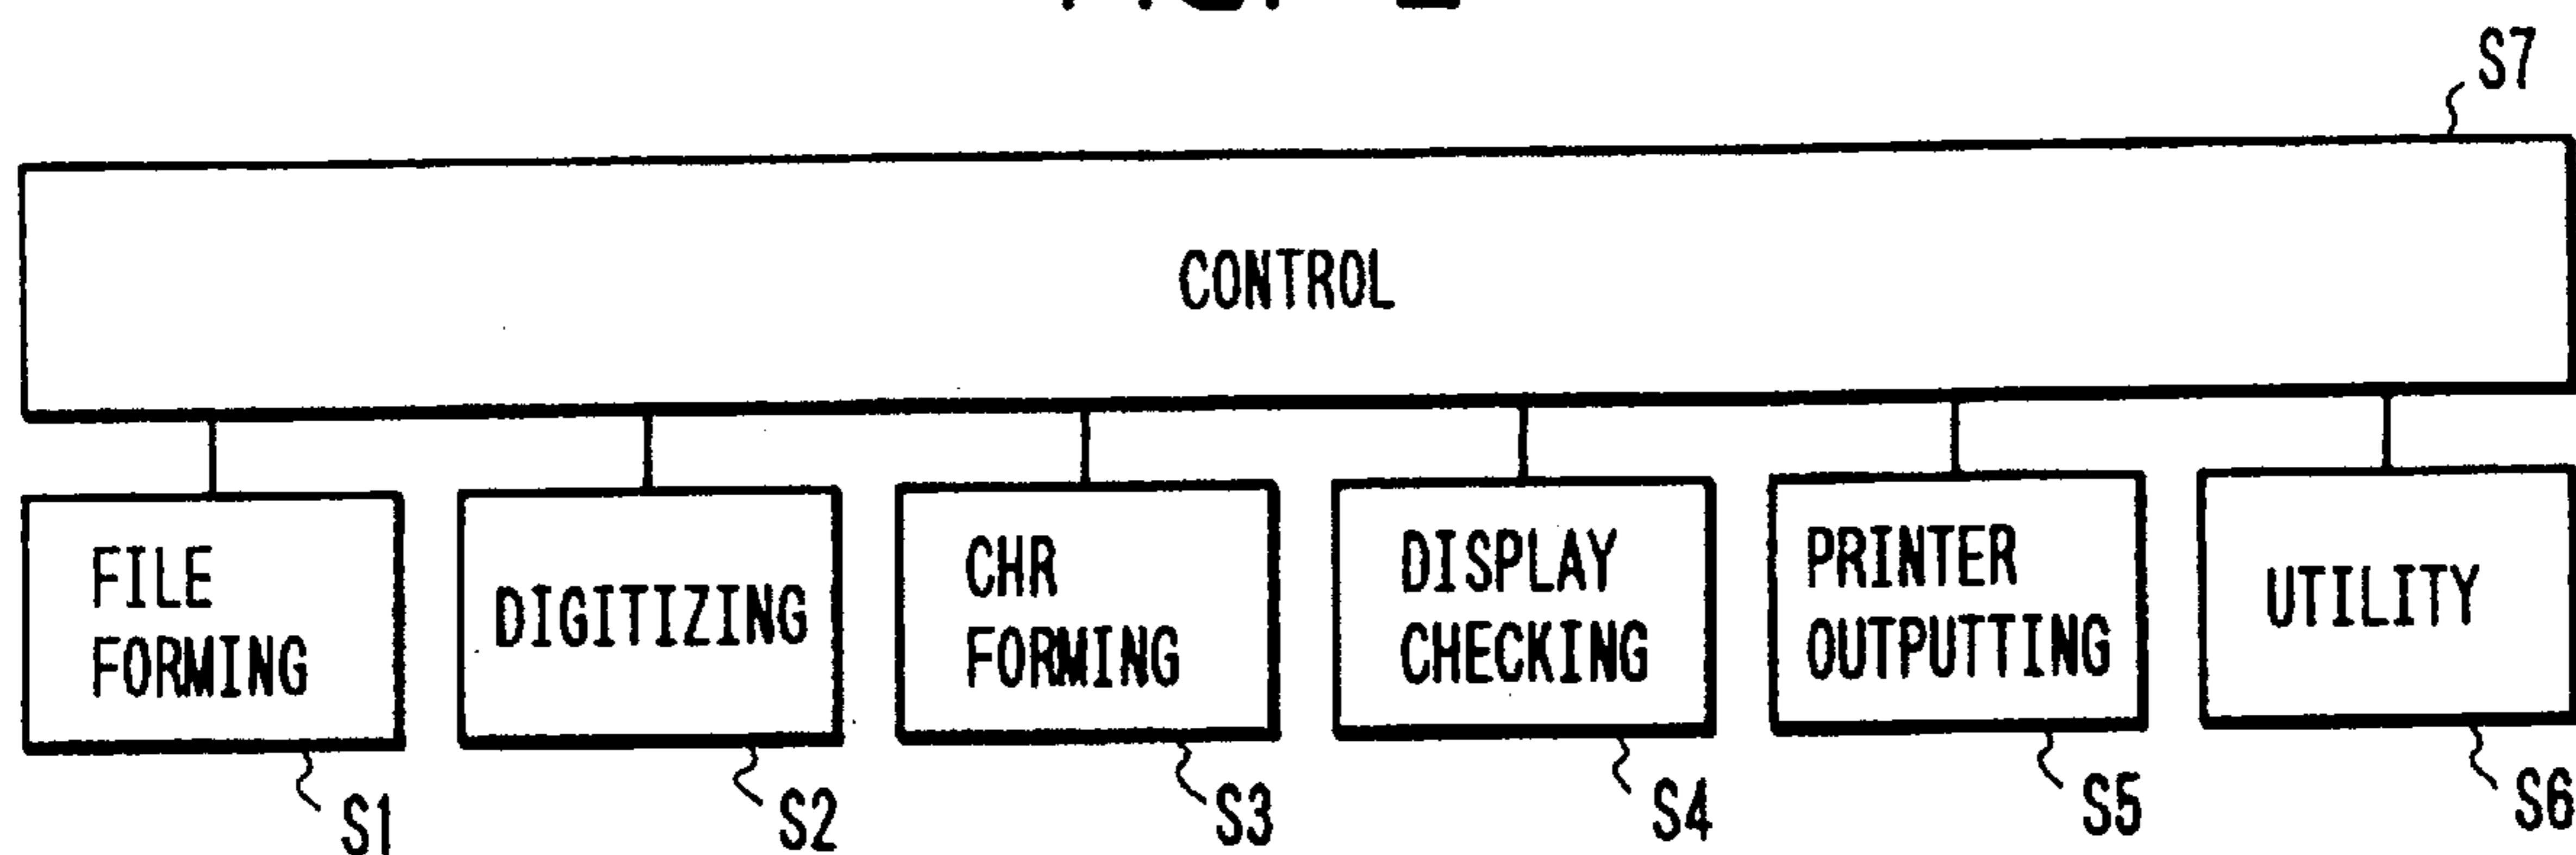 S7
CONTROL
FILE
FORMING
DIGITIZING
CHR
FORMING
DISPLAY
CHECKING
PRINTER
OUTPUTTING
UTILITY
S1
S2
S3
S4
S5
S6